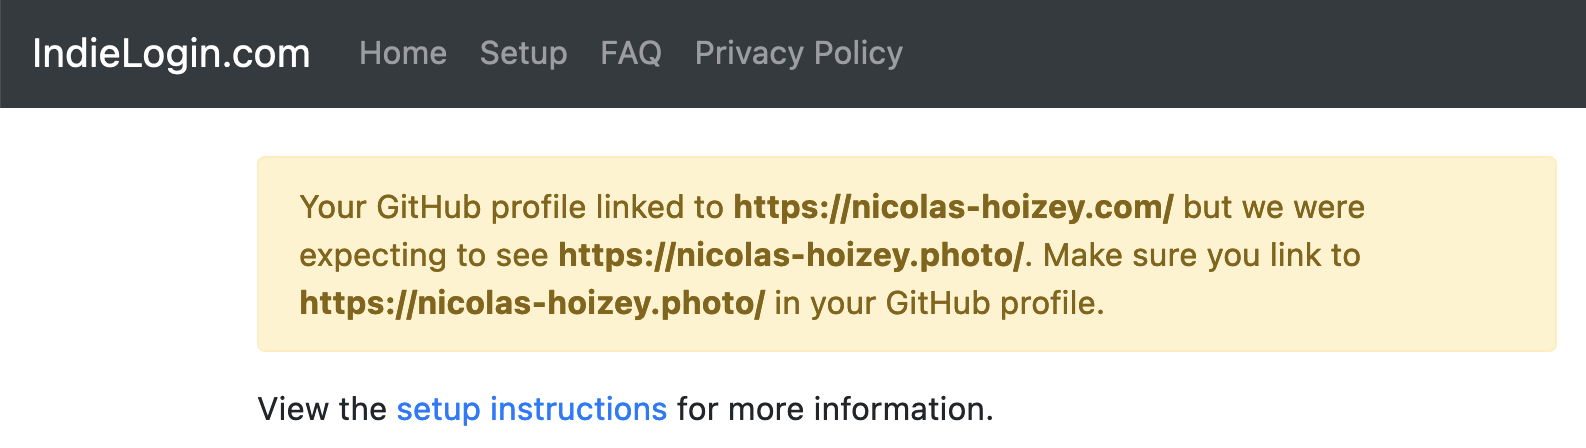 IndieLogin.com Home Setup FAQ Privacy Policy
Your GitHub profile linked to https://nicolas-hoizey.com/ but we were
expecting to see https://nicolas-hoizey.photo/. Make sure you link to
https://nicolas-hoizey.photo/ in your GitHub profile.
View the setup instructions for more information.